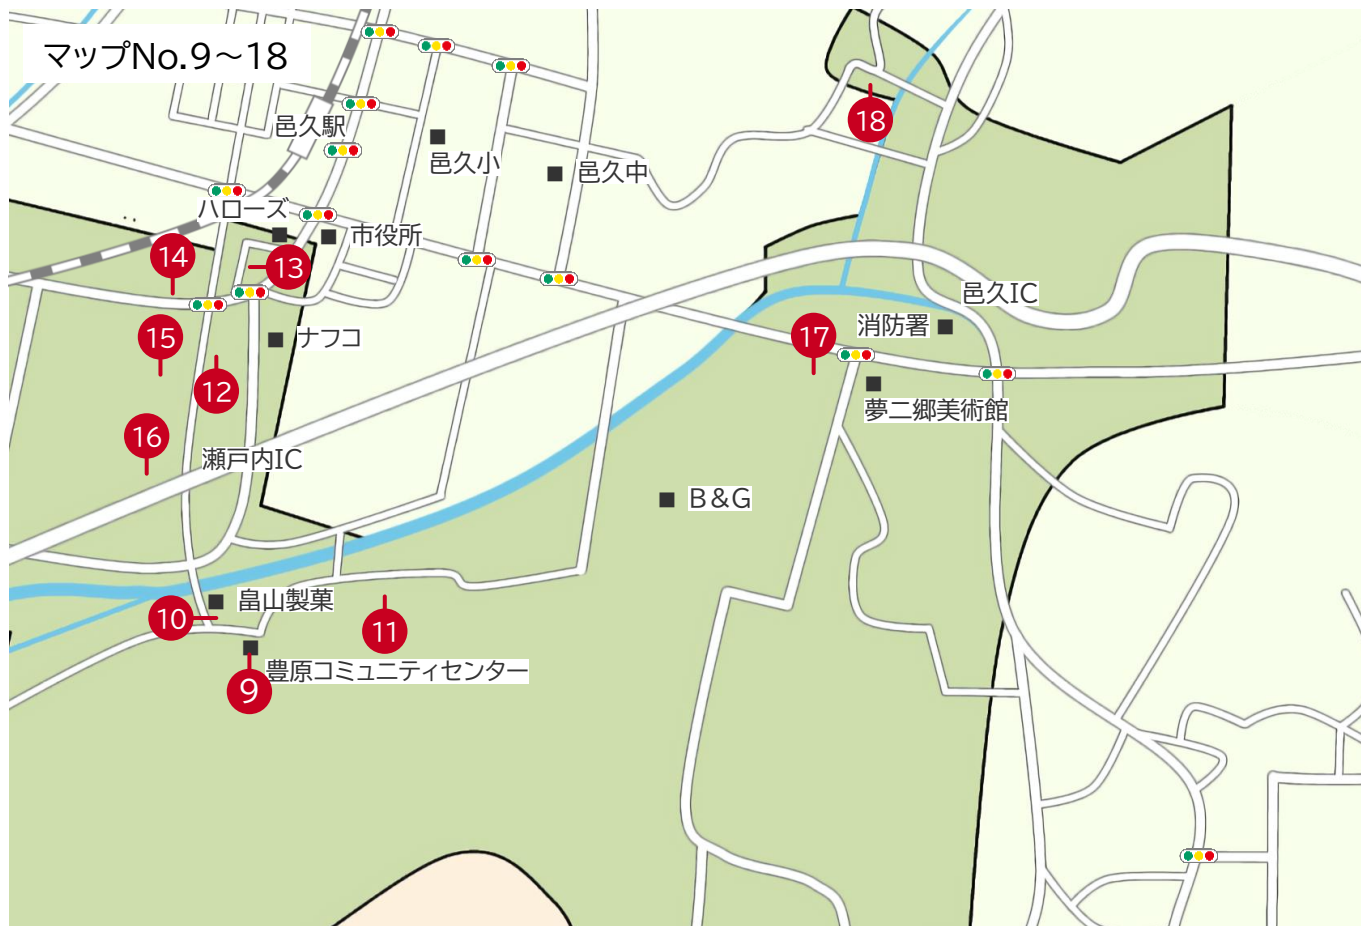 マップNo.9～18
18
邑久駅
邑久小
邑久中
ハローズ
市役所
14
13
邑久IC
消防署
17
15
ナフコ
12
夢二郷美術館
16
瀬戸内IC
B＆G
畠山製菓
10
11
豊原コミュニティセンター
9